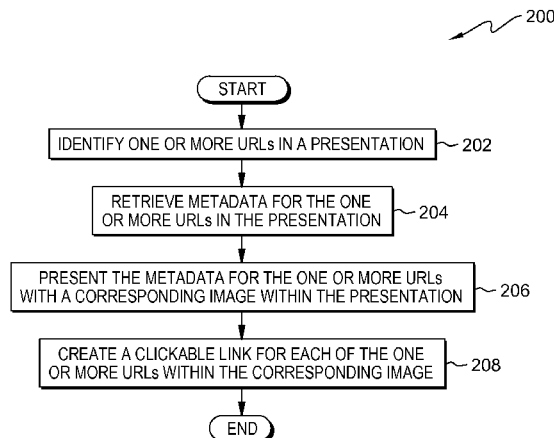 200
START
IDENTIFY ONE OR MORE URLs IN A PRESENTATION
202
RETRIEVE METADATA FOR THE ONE
OR MORE URLs IN THE PRESENTATION
204
PRESENT THE METADATA FOR THE ONE OR MORE URLs
WITH A CORRESPONDING IMAGE WITHIN THE PRESENTATION
206
CREATE A CLICKABLE LINK FOR EACH OF THE ONE
OR MORE URLs WITHIN THE CORRESPONDING IMAGE
208
END